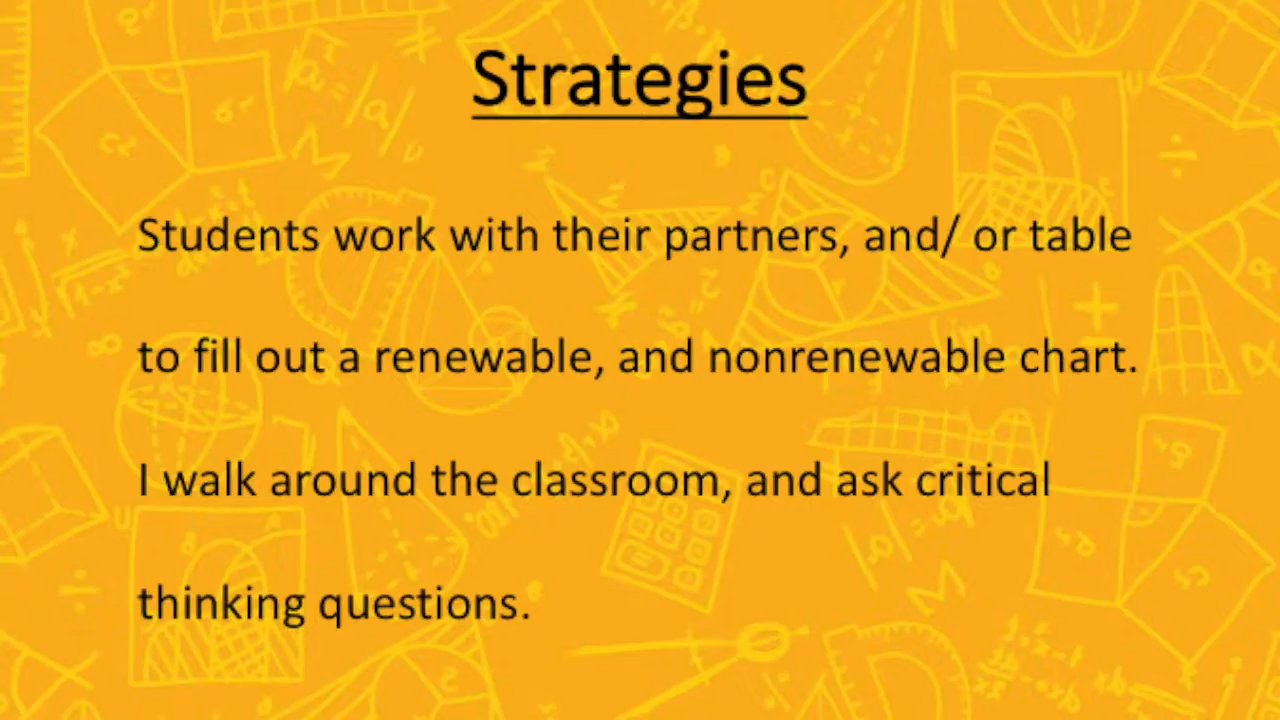 Strategies
Students work with their partners, and/ or table
to fill out a renewable, and nonrenewable chart.
I walk around the classroom, and ask critical
thinking questions.